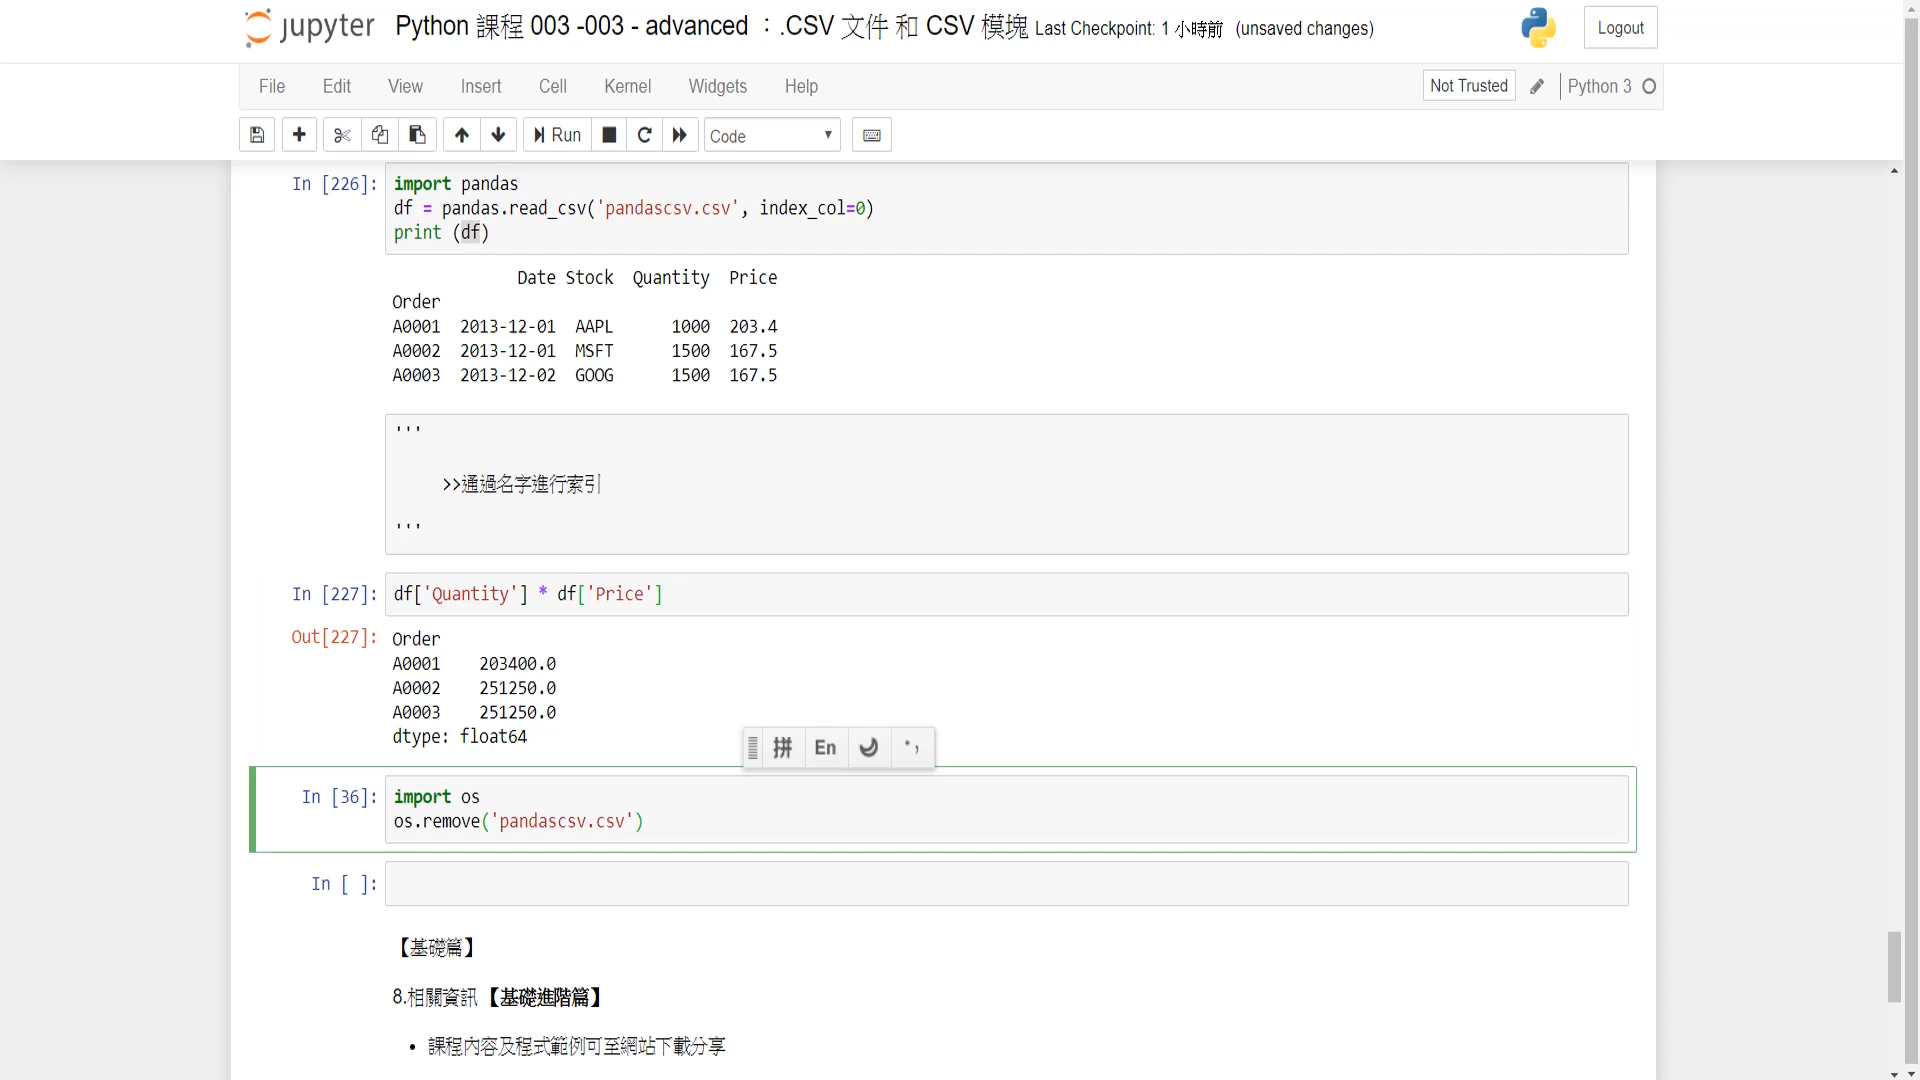 jupyter Python 課程 003 -003 - advanced ：.CSV 文件 和 CSV 模塊 Last Checkpoint: 1 小時前 (unsaved changes) Logout
File Edit View Insert Cell Kernel Widgets Help Not Trusted Python 3
Run Code
In [226]: import pandas
df = pandas.read_csv('pandascsv.csv', index_col=0)
print (df)
Date Stock Quantity Price
Order
A0001 2013-12-01 AAPL 1000 203.4
A0002 2013-12-01 MSFT 1500 167.5
A0003 2013-12-02 GOOG 1500 167.5
'''
>>通過名字進行索引
'''
In [227]: df['Quantity'] * df['Price']
Out[227]: Order
A0001 203400.0
A0002 251250.0
A0003 251250.0
dtype: float64
拼 En
In [36]: import os
os.remove('pandascsv.csv')
In [ ]:
【基礎篇】
8.相關資訊【基礎進階篇】
• 課程內容及程式範例可至網站下載分享